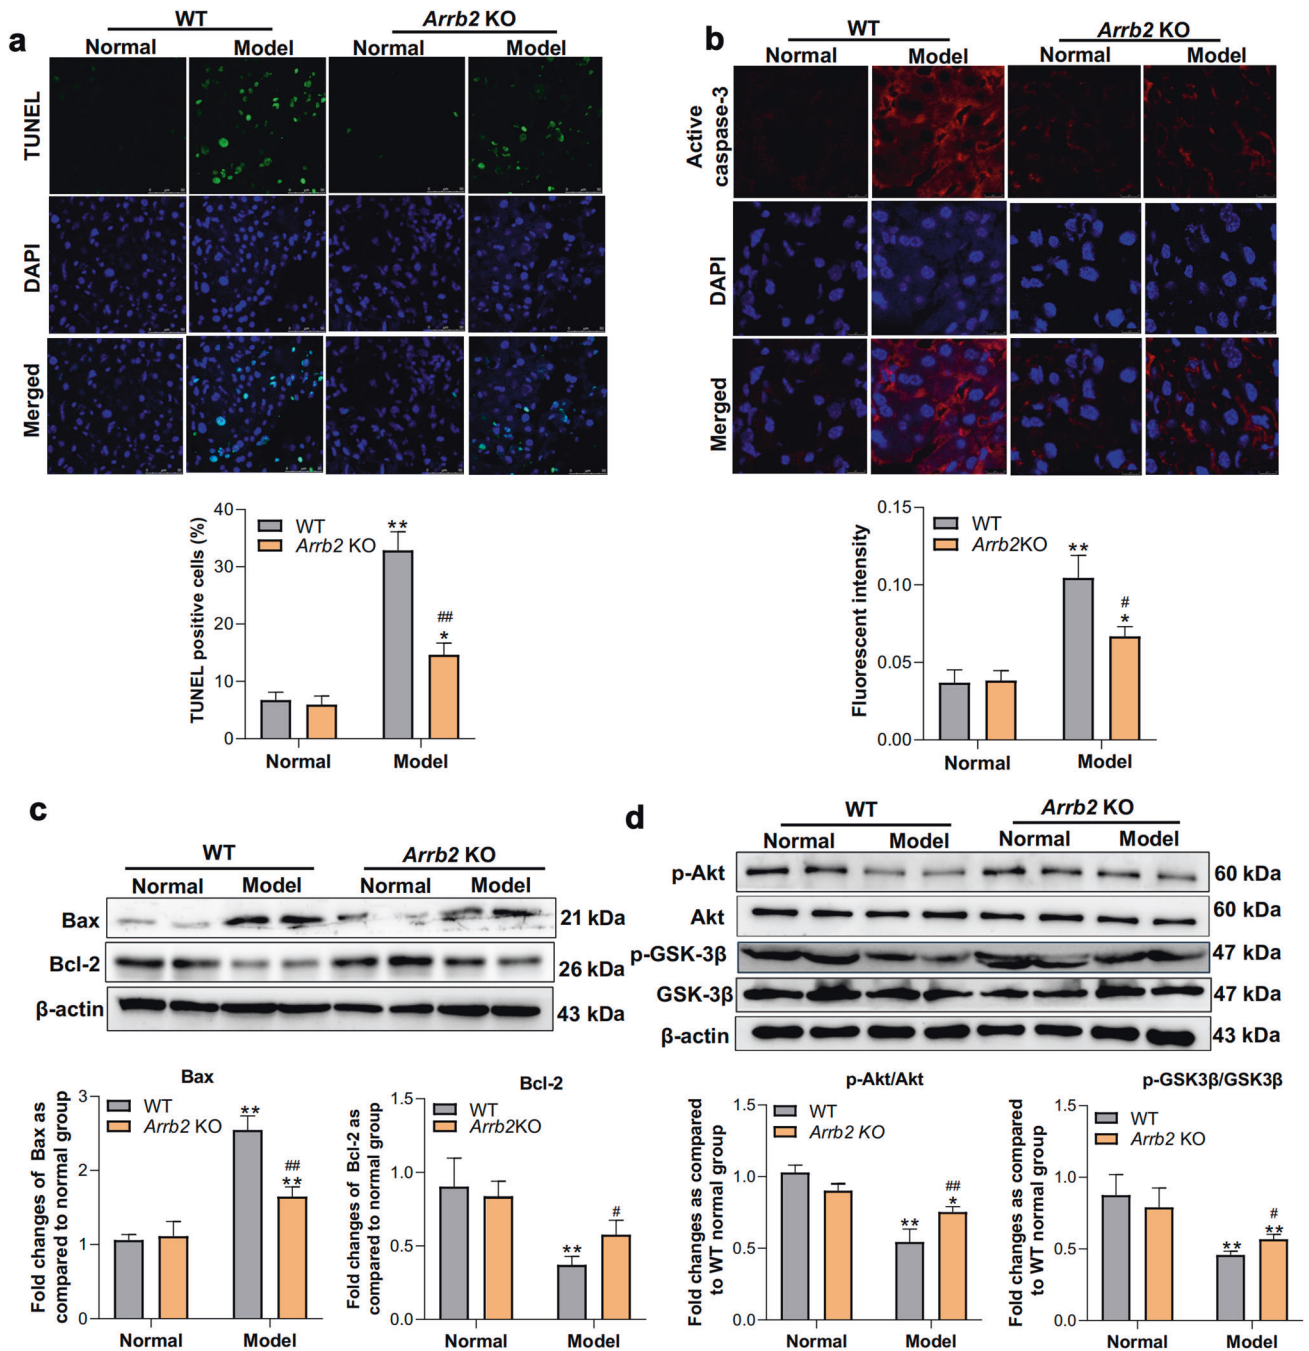 a
WT
Arrb2 KO
Normal
Model
Normal
Model
TUNEL
DAPI
Merged
40
30
20
10
0
TUNEL positive cells (%)
WT
Arrb2 KO
**
##
*
Normal
Model
b
WT
Arrb2 KO
Normal
Model
Normal
Model
Active
caspase-3
DAPI
Merged
0.15
0.10
0.05
0.00
Fluorescent intensity
WT
Arrb2KO
**
#
*
Normal
Model
c
WT
Arrb2 KO
Normal
Model
Normal
Model
Bax
21 kDa
Bcl-2
26 kDa
β-actin
43 kDa
Bax
Fold changes of Bax as
compared to normal group
3
2
1
0
WT
Arrb2 KO
**
##
**
Normal
Model
Bcl-2
Fold changes of Bcl-2 as
compared to normal group
1.5
1.0
0.5
0.0
WT
Arrb2KO
**
#
Normal
Model
d
WT
Arrb2 KO
Normal
Model
Normal
Model
p-Akt
60 kDa
Akt
60 kDa
p-GSK-3β
47 kDa
GSK-3β
47 kDa
β-actin
43 kDa
p-Akt/Akt
Fold changes as compared
to WT normal group
1.5
1.0
0.5
0.0
WT
Arrb2 KO
**
##
*
Normal
Model
p-GSK3β/GSK3β
Fold changes as compared
to WT normal group
1.5
1.0
0.5
0.0
WT
Arrb2 KO
**
#
**
Normal
Model